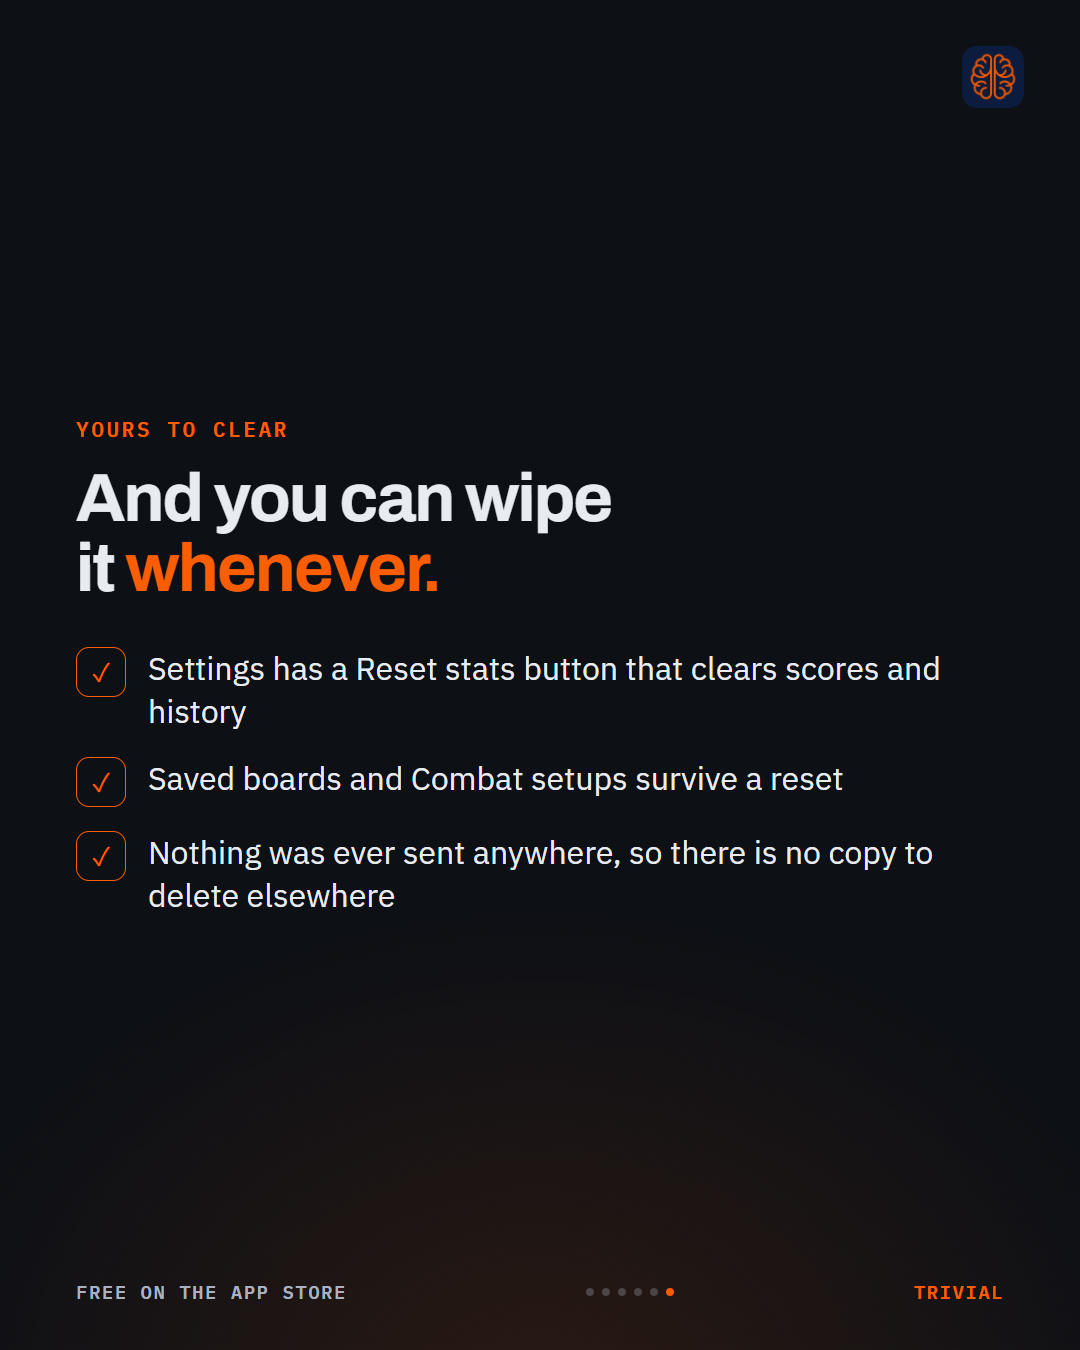 YOURS TO CLEAR
And you can wipe
it whenever.
✓ Settings has a Reset stats button that clears scores and
history
✓ Saved boards and Combat setups survive a reset
✓ Nothing was ever sent anywhere, so there is no copy to
delete elsewhere
FREE ON THE APP STORE
TRIVIAL